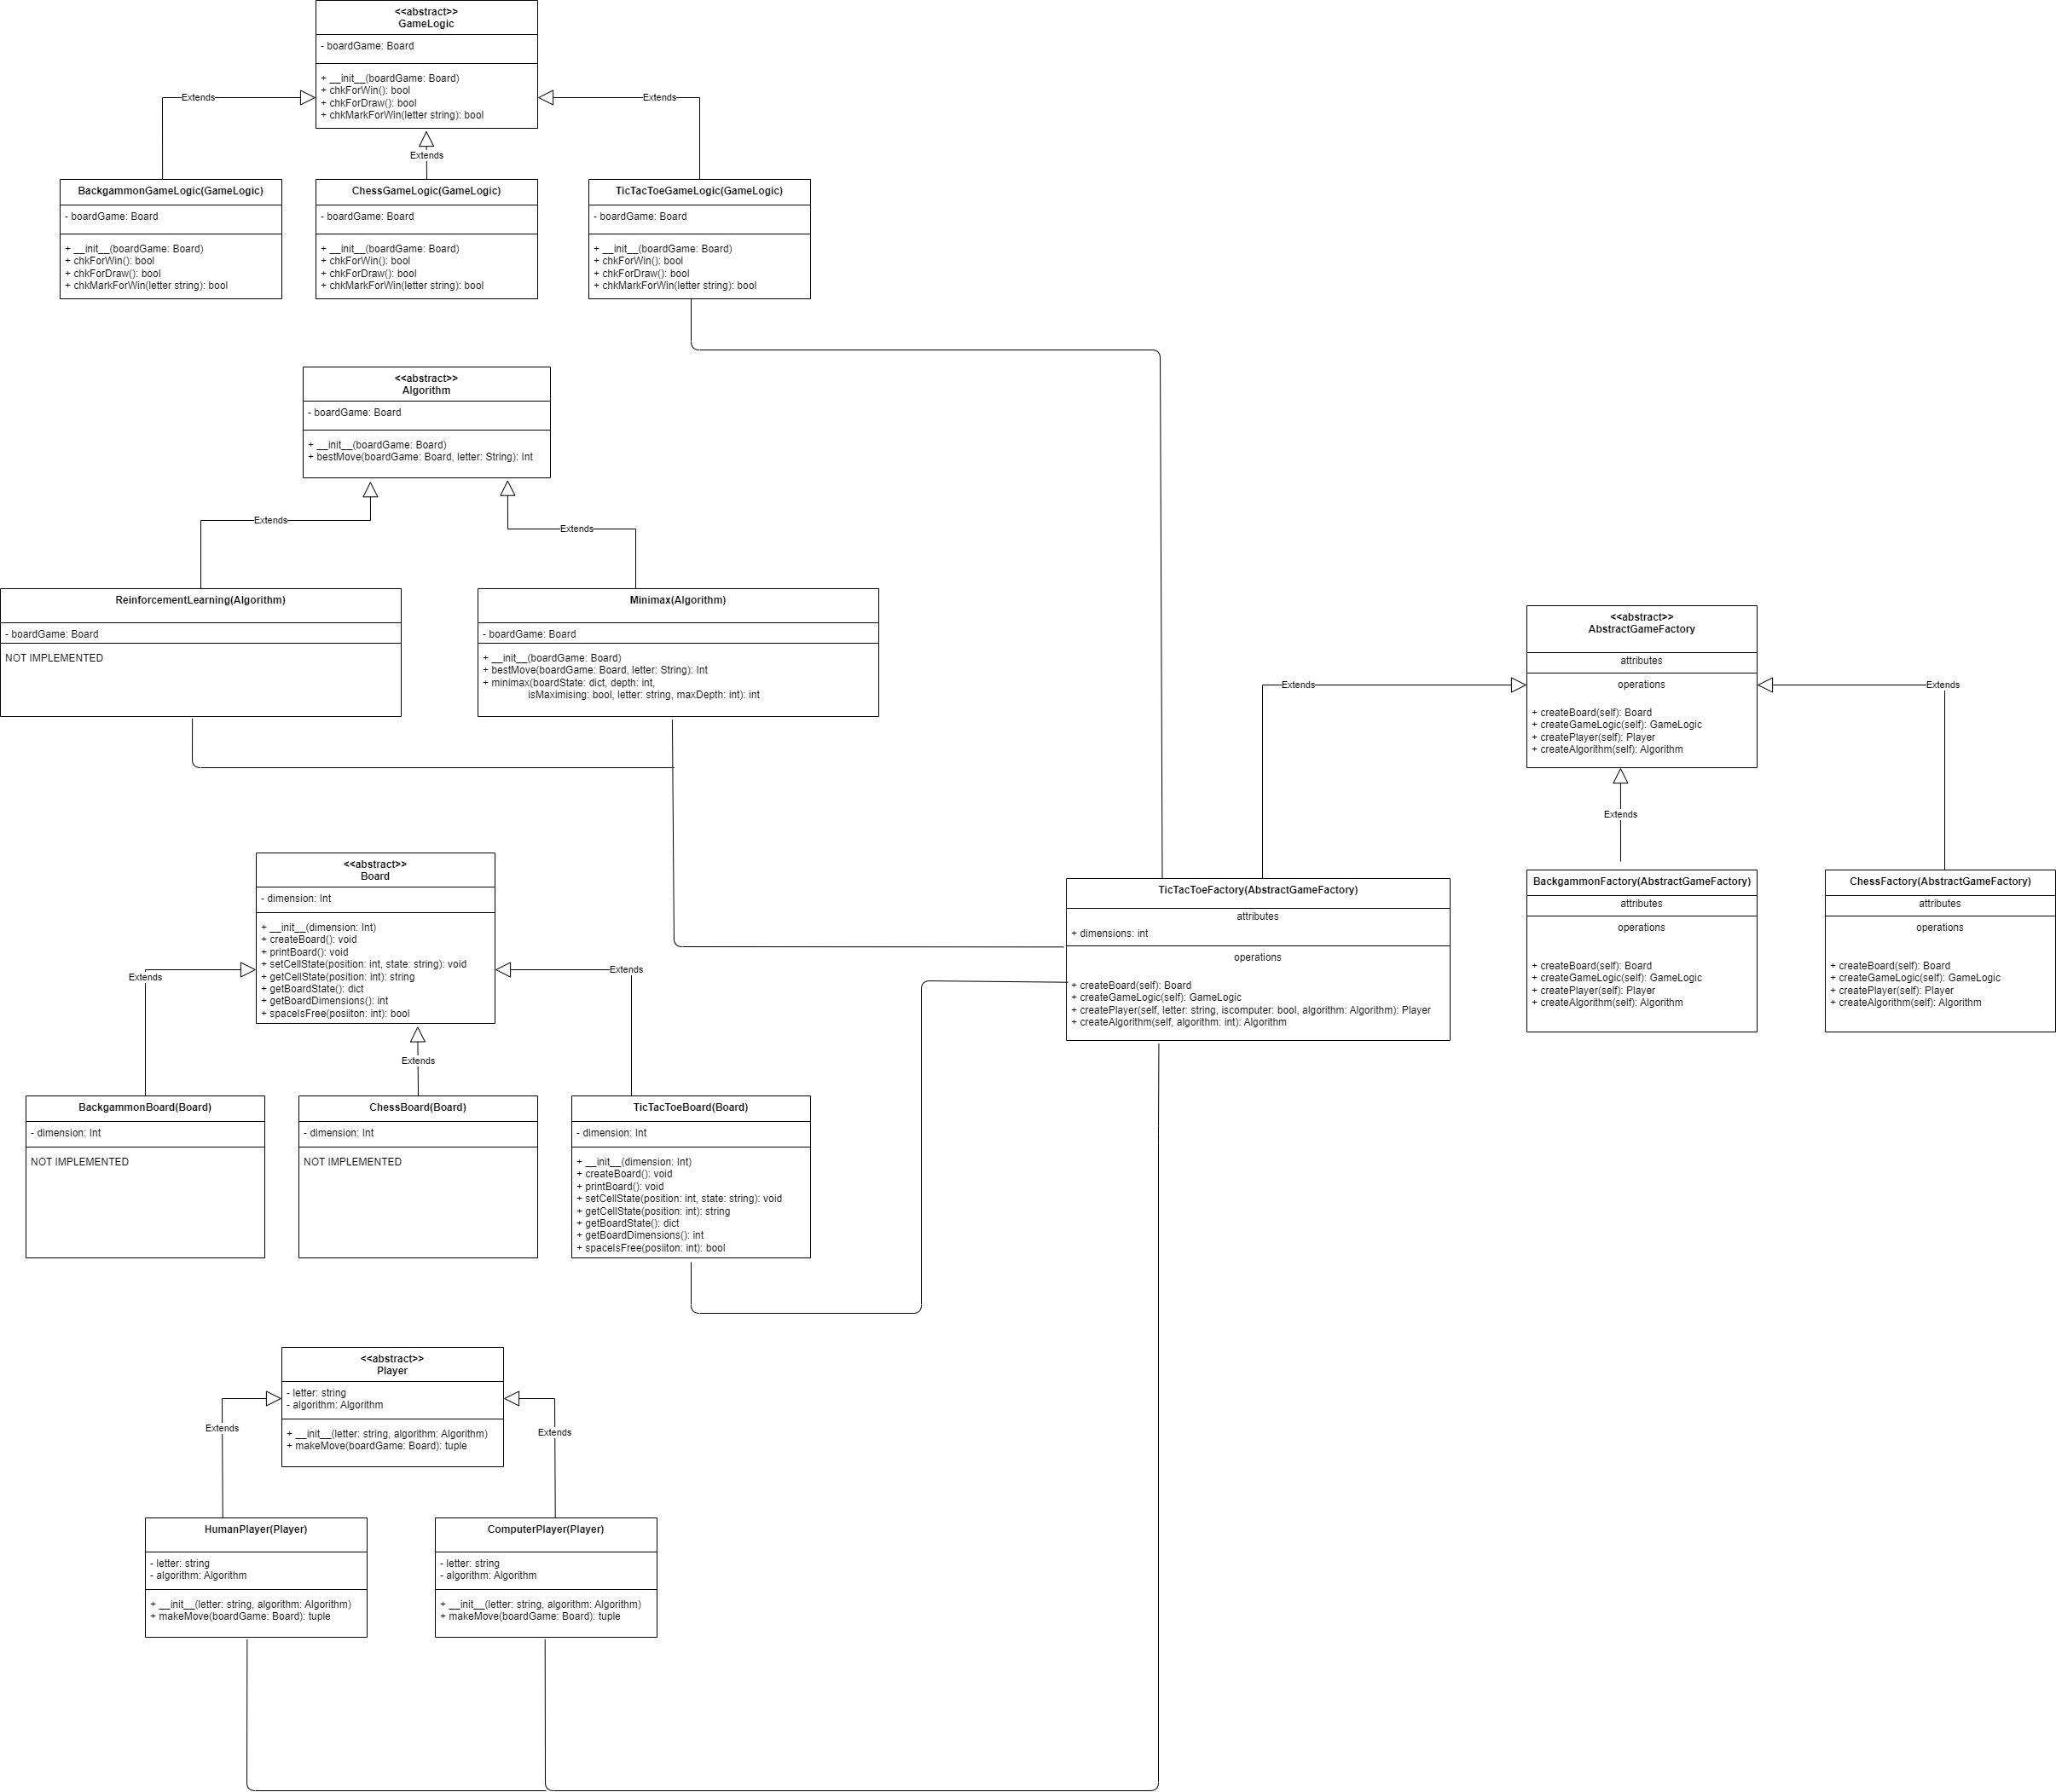 <<abstract>>
GameLogic
- boardGame: Board
+ __init__(boardGame: Board)
+ chkForWin(): bool
+ chkForDraw(): bool
+ chkMarkForWin(letter string): bool
Extends
Extends
Extends
BackgammonGameLogic(GameLogic)
- boardGame: Board
+ __init__(boardGame: Board)
+ chkForWin(): bool
+ chkForDraw(): bool
+ chkMarkForWin(letter string): bool
ChessGameLogic(GameLogic)
- boardGame: Board
+ __init__(boardGame: Board)
+ chkForWin(): bool
+ chkForDraw(): bool
+ chkMarkForWin(letter string): bool
TicTacToeGameLogic(GameLogic)
- boardGame: Board
+ __init__(boardGame: Board)
+ chkForWin(): bool
+ chkForDraw(): bool
+ chkMarkForWin(letter string): bool
<<abstract>>
Algorithm
- boardGame: Board
+ __init__(boardGame: Board)
+ bestMove(boardGame: Board, letter: String): Int
Extends
Extends
ReinforcementLearning(Algorithm)
- boardGame: Board
NOT IMPLEMENTED
Minimax(Algorithm)
- boardGame: Board
+ __init__(boardGame: Board)
+ bestMove(boardGame: Board, letter: String): Int
+ minimax(boardState: dict, depth: int,
isMaximising: bool, letter: string, maxDepth: int): int
<<abstract>>
AbstractGameFactory
attributes
operations
+ createBoard(self): Board
+ createGameLogic(self): GameLogic
+ createPlayer(self): Player
+ createAlgorithm(self): Algorithm
Extends
Extends
Extends
<<abstract>>
Board
- dimension: Int
+ __init__(dimension: Int)
+ createBoard(): void
+ printBoard(): void
+ setCellState(position: int, state: string): void
+ getCellState(position: int): string
+ getBoardState(): dict
+ getBoardDimensions(): int
+ spaceIsFree(posiiton: int): bool
Extends
Extends
Extends
TicTacToeFactory(AbstractGameFactory)
attributes
+ dimensions: int
operations
+ createBoard(self): Board
+ createGameLogic(self): GameLogic
+ createPlayer(self, letter: string, iscomputer: bool, algorithm: Algorithm): Player
+ createAlgorithm(self, algorithm: int): Algorithm
BackgammonFactory(AbstractGameFactory)
attributes
operations
+ createBoard(self): Board
+ createGameLogic(self): GameLogic
+ createPlayer(self): Player
+ createAlgorithm(self): Algorithm
ChessFactory(AbstractGameFactory)
attributes
operations
+ createBoard(self): Board
+ createGameLogic(self): GameLogic
+ createPlayer(self): Player
+ createAlgorithm(self): Algorithm
BackgammonBoard(Board)
- dimension: Int
NOT IMPLEMENTED
ChessBoard(Board)
- dimension: Int
NOT IMPLEMENTED
TicTacToeBoard(Board)
- dimension: Int
+ __init__(dimension: Int)
+ createBoard(): void
+ printBoard(): void
+ setCellState(position: int, state: string): void
+ getCellState(position: int): string
+ getBoardState(): dict
+ getBoardDimensions(): int
+ spaceIsFree(posiiton: int): bool
<<abstract>>
Player
- letter: string
- algorithm: Algorithm
+ __init__(letter: string, algorithm: Algorithm)
+ makeMove(boardGame: Board): tuple
Extends
Extends
HumanPlayer(Player)
- letter: string
- algorithm: Algorithm
+ __init__(letter: string, algorithm: Algorithm)
+ makeMove(boardGame: Board): tuple
ComputerPlayer(Player)
- letter: string
- algorithm: Algorithm
+ __init__(letter: string, algorithm: Algorithm)
+ makeMove(boardGame: Board): tuple